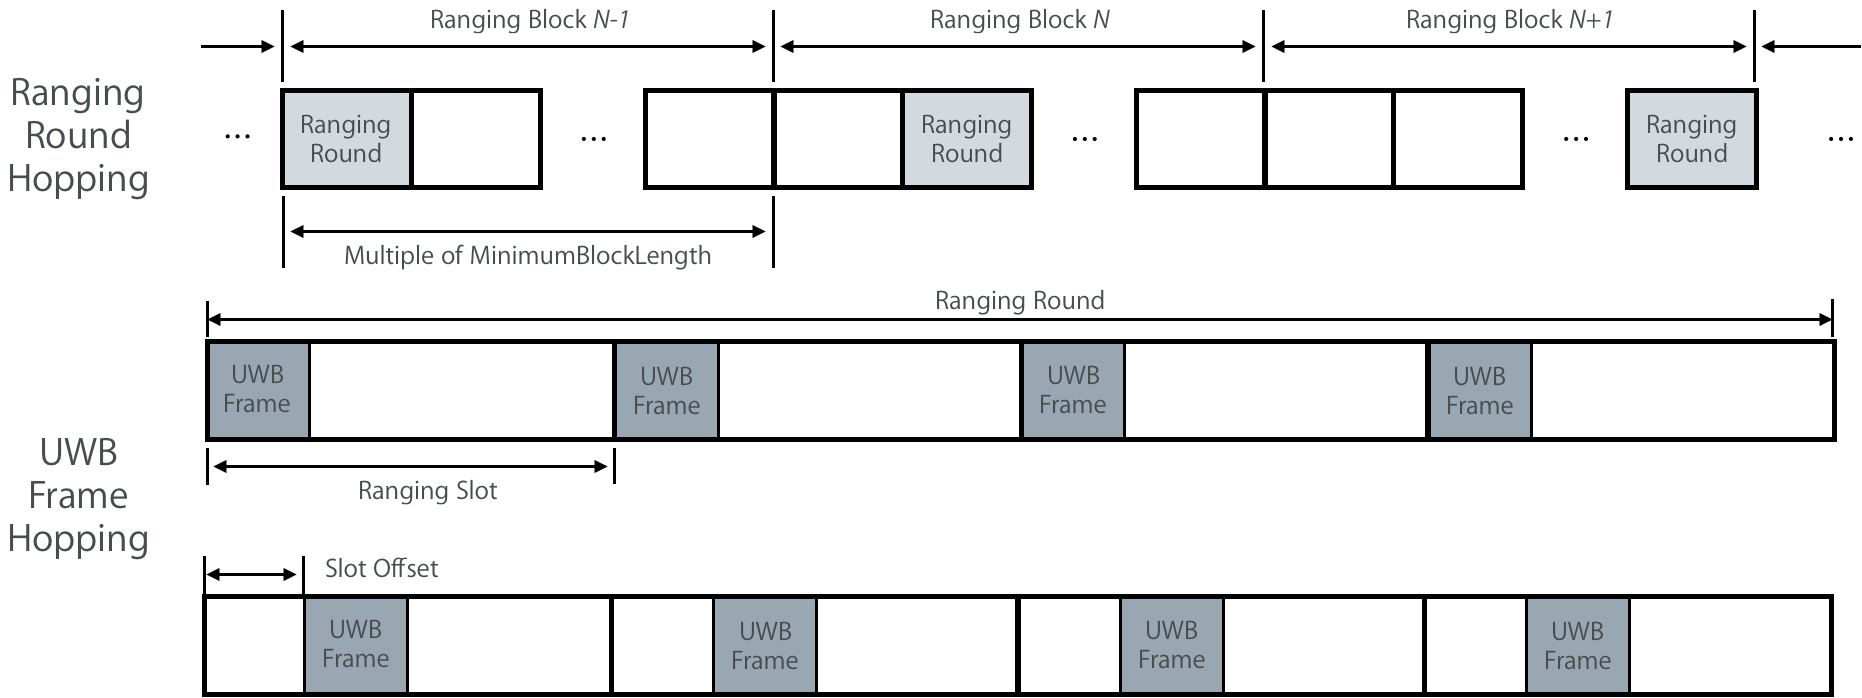 Ranging Block N-1
Ranging Block N
Ranging Block N+1
Ranging
Round
Hopping
...
Ranging
Round
...
Ranging
Round
...
...
Ranging
Round
...
Multiple of MinimumBlockLength
Ranging Round
UWB
Frame
Hopping
UWB
Frame
UWB
Frame
UWB
Frame
UWB
Frame
Ranging Slot
Slot Offset
UWB
Frame
UWB
Frame
UWB
Frame
UWB
Frame